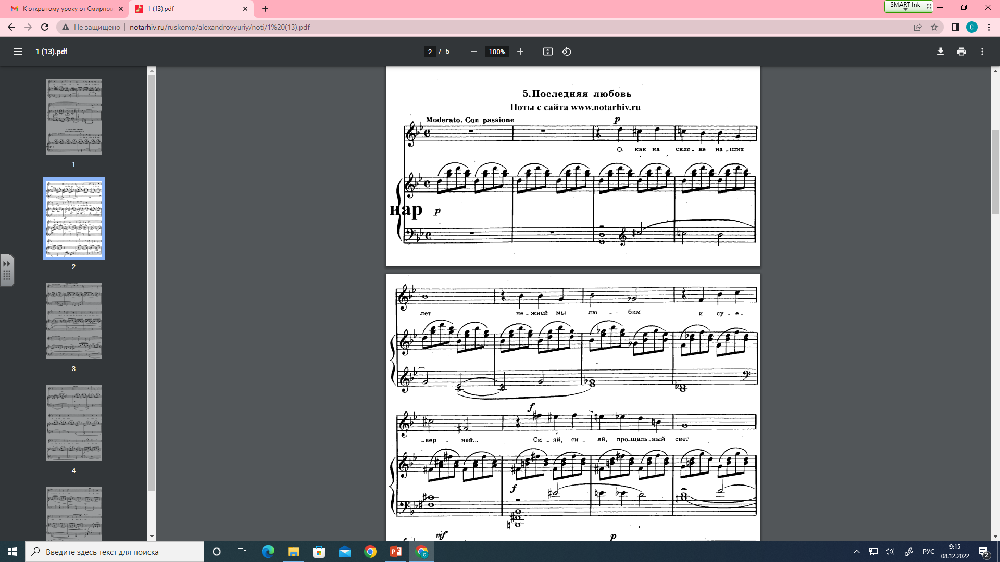 К открытому уроку от Смирнов
1 (13).pdf
SMART Ink
Не защищено
notarhiv.ru/ruskomp/alexandrovyuriy/noti/1%20(13).pdf
C
1 (13).pdf
2 / 5
100%
1
2
3
4
5.Последняя любовь
Ноты с сайта www.notarhiv.ru
Moderato. Con passione
p
О, как на скло - не на - ших
нар
p
лет не - жней мы лю - бим и су - е -
f
- вер - ней... Си - яй, си - яй, про-щаль-ный свет
f
mf
p
Введите здесь текст для поиска
C
РУС
9:15
08.12.2022
2